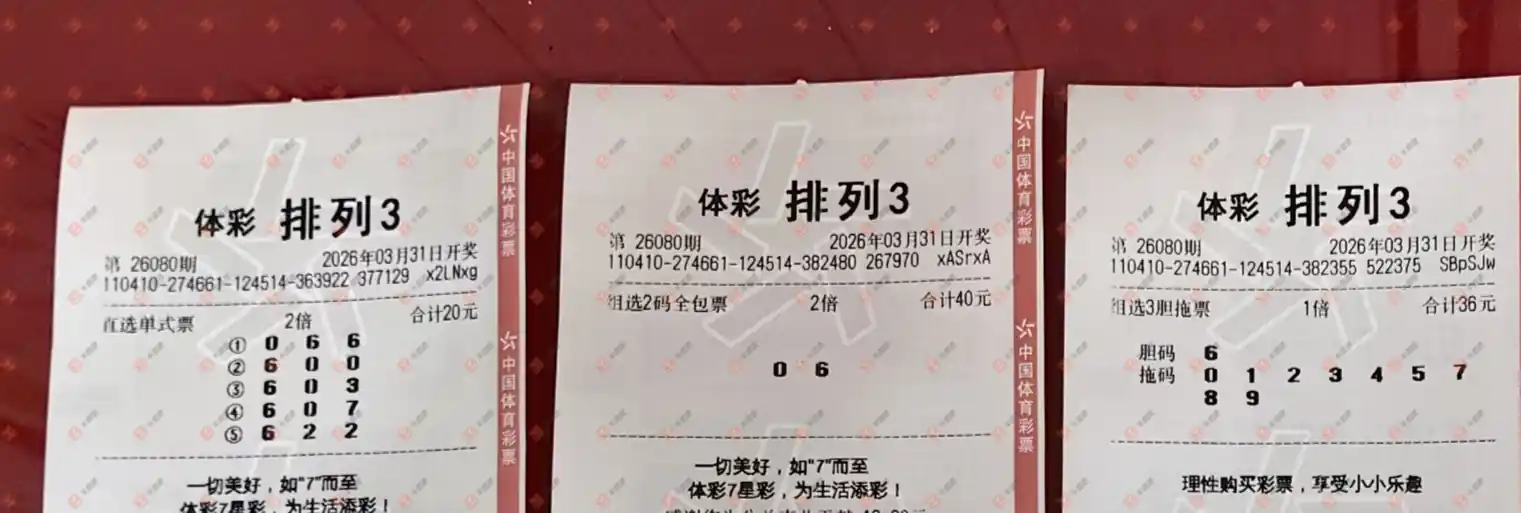 体彩 排列3
第 26080期 2026年03月31日开奖
110410-274661-124514-363922 377129 x2LNxg
直选单式票 2倍 合计20元
① 0 6 6
② 6 0 0
③ 6 0 3
④ 6 0 7
⑤ 6 2 2
一切美好，如“7”而至
体彩7星彩，为生活添彩！
中国体育彩票
中国体育彩票
体彩 排列3
第 26080期 2026年03月31日开奖
110410-274661-124514-382480 267970 xASrxA
组选2码全包票 2倍 合计40元
0 6
一切美好，如“7”而至
体彩7星彩，为生活添彩！
中国体育彩票
中国体育彩票
体彩 排列3
第 26080期 2026年03月31日开奖
110410-274661-124514-382355 522375 SBpSJw
组选3胆拖票 1倍 合计36元
胆码 6
拖码 0 1 2 3 4 5 7
8 9
理性购买彩票，享受小小乐趣